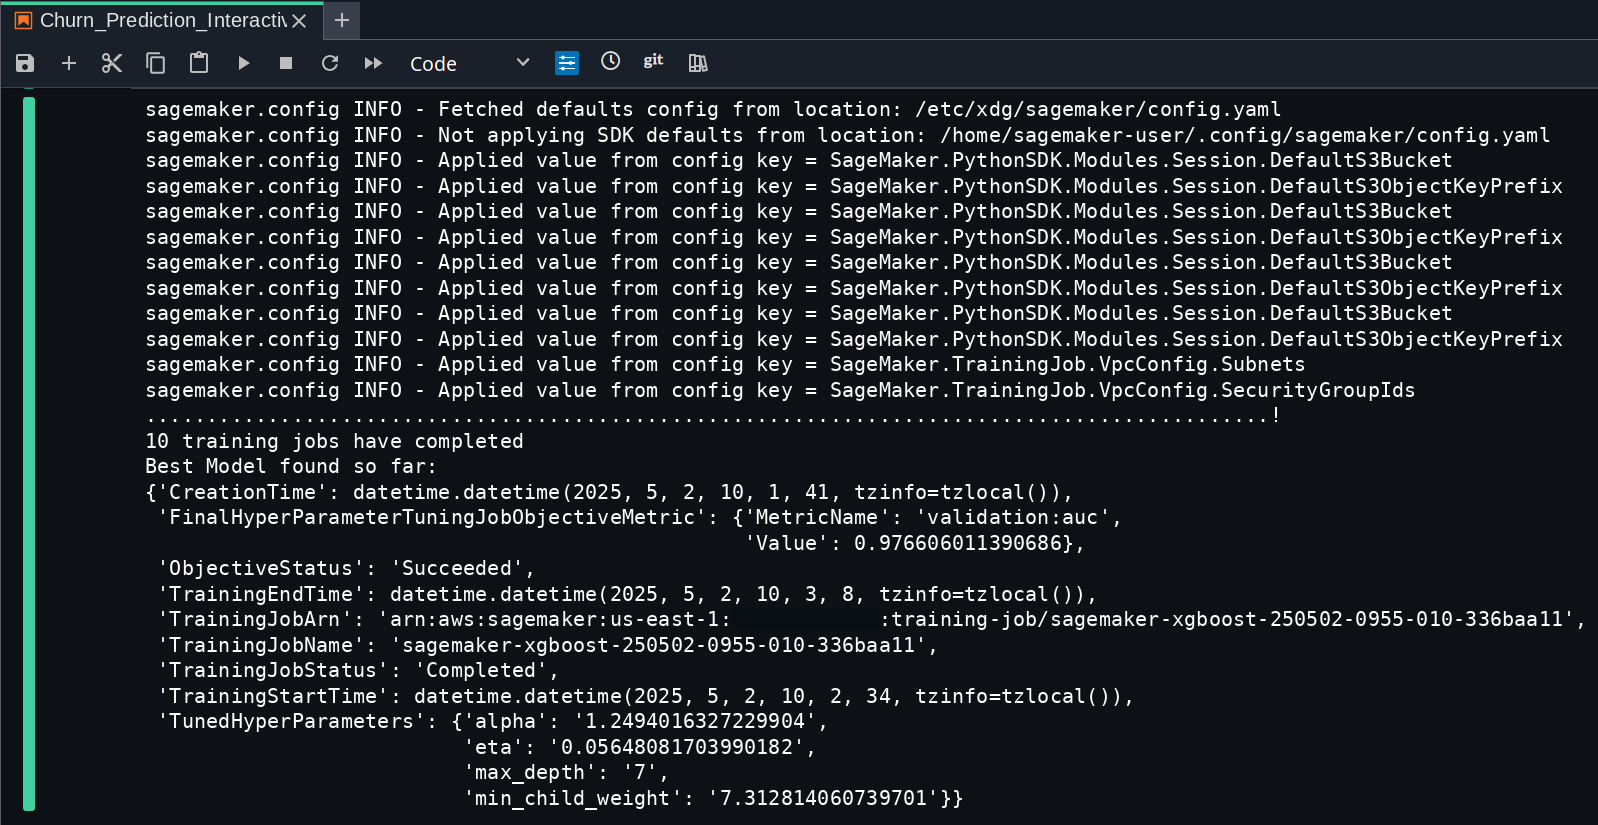 Churn_Prediction_Interactiv
Code
git
sagemaker.config INFO - Fetched defaults config from location: /etc/xdg/sagemaker/config.yaml
sagemaker.config INFO - Not applying SDK defaults from location: /home/sagemaker-user/.config/sagemaker/config.yaml
sagemaker.config INFO - Applied value from config key = SageMaker.PythonSDK.Modules.Session.DefaultS3Bucket
sagemaker.config INFO - Applied value from config key = SageMaker.PythonSDK.Modules.Session.DefaultS3ObjectKeyPrefix
sagemaker.config INFO - Applied value from config key = SageMaker.PythonSDK.Modules.Session.DefaultS3Bucket
sagemaker.config INFO - Applied value from config key = SageMaker.PythonSDK.Modules.Session.DefaultS3ObjectKeyPrefix
sagemaker.config INFO - Applied value from config key = SageMaker.PythonSDK.Modules.Session.DefaultS3Bucket
sagemaker.config INFO - Applied value from config key = SageMaker.PythonSDK.Modules.Session.DefaultS3ObjectKeyPrefix
sagemaker.config INFO - Applied value from config key = SageMaker.PythonSDK.Modules.Session.DefaultS3Bucket
sagemaker.config INFO - Applied value from config key = SageMaker.PythonSDK.Modules.Session.DefaultS3ObjectKeyPrefix
sagemaker.config INFO - Applied value from config key = SageMaker.TrainingJob.VpcConfig.Subnets
sagemaker.config INFO - Applied value from config key = SageMaker.TrainingJob.VpcConfig.SecurityGroupIds
............................................................................................!
10 training jobs have completed
Best Model found so far:
{'CreationTime': datetime.datetime(2025, 5, 2, 10, 1, 41, tzinfo=tzlocal()),
 'FinalHyperParameterTuningJobObjectiveMetric': {'MetricName': 'validation:auc',
                                                 'Value': 0.976606011390686},
 'ObjectiveStatus': 'Succeeded',
 'TrainingEndTime': datetime.datetime(2025, 5, 2, 10, 3, 8, tzinfo=tzlocal()),
 'TrainingJobArn': 'arn:aws:sagemaker:us-east-1:            :training-job/sagemaker-xgboost-250502-0955-010-336baa11',
 'TrainingJobName': 'sagemaker-xgboost-250502-0955-010-336baa11',
 'TrainingJobStatus': 'Completed',
 'TrainingStartTime': datetime.datetime(2025, 5, 2, 10, 2, 34, tzinfo=tzlocal()),
 'TunedHyperParameters': {'alpha': '1.2494016327229904',
                          'eta': '0.05648081703990182',
                          'max_depth': '7',
                          'min_child_weight': '7.312814060739701'}}